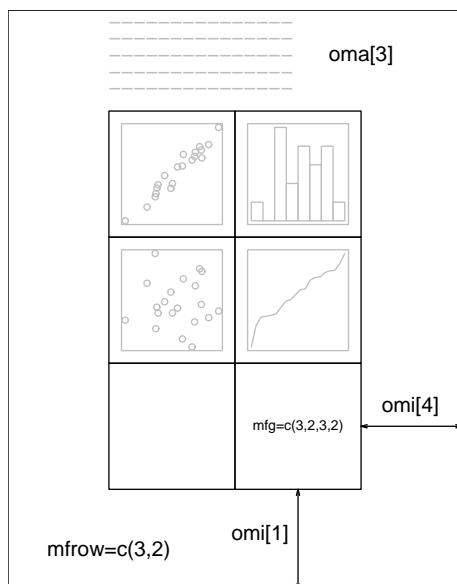 oma[3]
omi[4]
mfg=c(3,2,3,2)
omi[1]
mfrow=c(3,2)